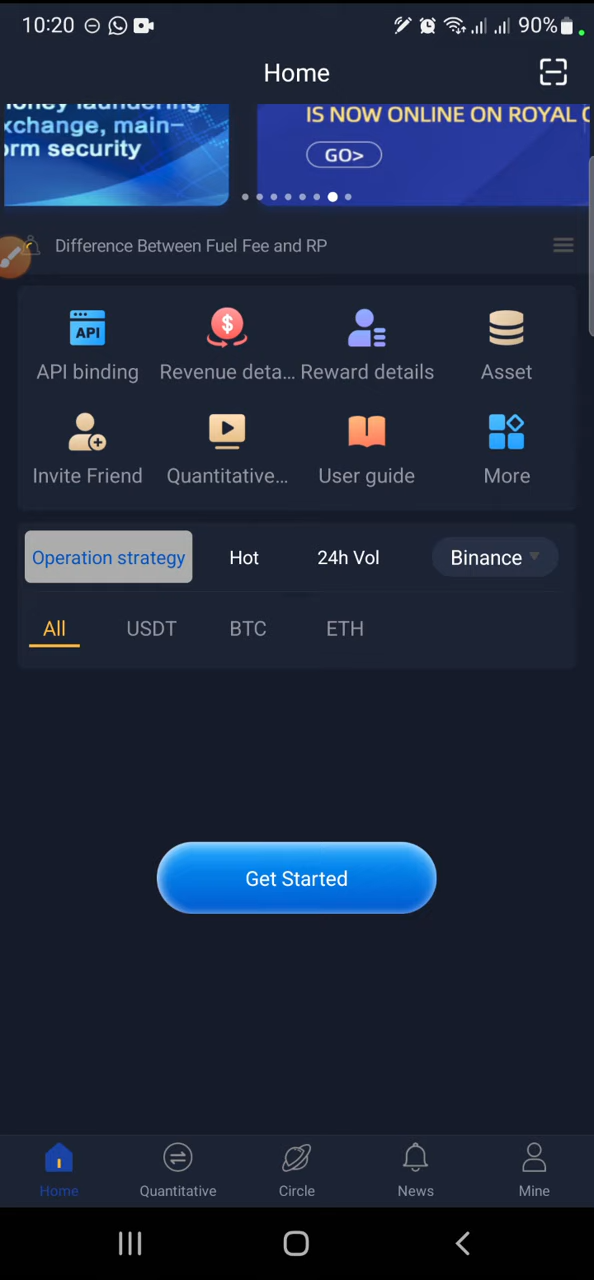 10:20
90%
Home
oney laundering
xchange, main-
orm security
IS NOW ONLINE ON ROYAL
GO>
Difference Between Fuel Fee and RP
API
API binding
Revenue deta...
Reward details
Asset
Invite Friend
Quantitative...
User guide
More
Operation strategy
Hot
24h Vol
Binance
All
USDT
BTC
ETH
Get Started
Home
Quantitative
Circle
News
Mine